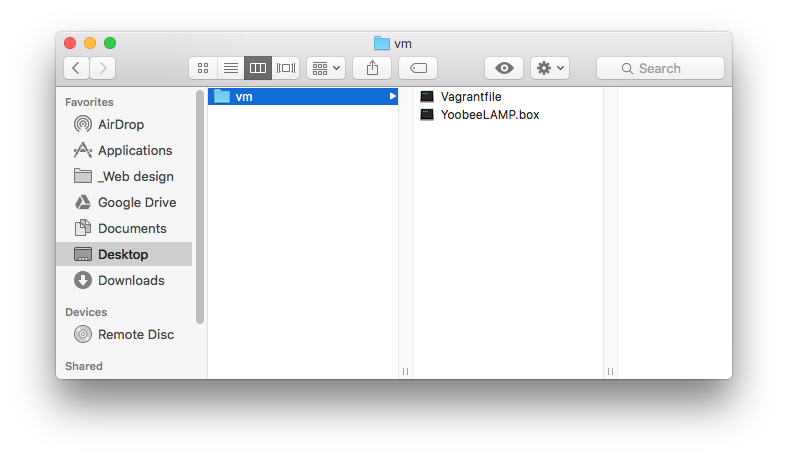 vm
Search
Favorites
AirDrop
Applications
_Web design
Google Drive
Documents
Desktop
Downloads
Devices
Remote Disc
Shared
vm
Vagrantfile
YoobeeLAMP.box